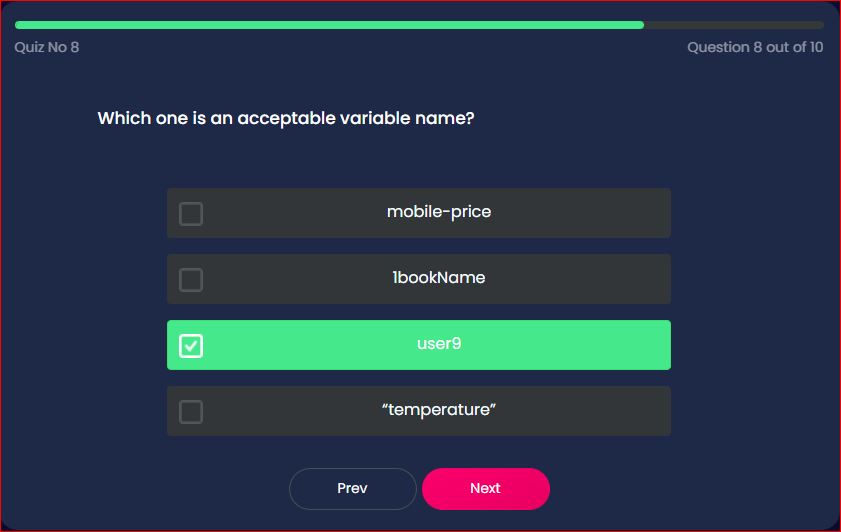 Quiz No 8
Question 8 out of 10
Which one is an acceptable variable name?
mobile-price
1bookName
user9
“temperature”
Prev
Next